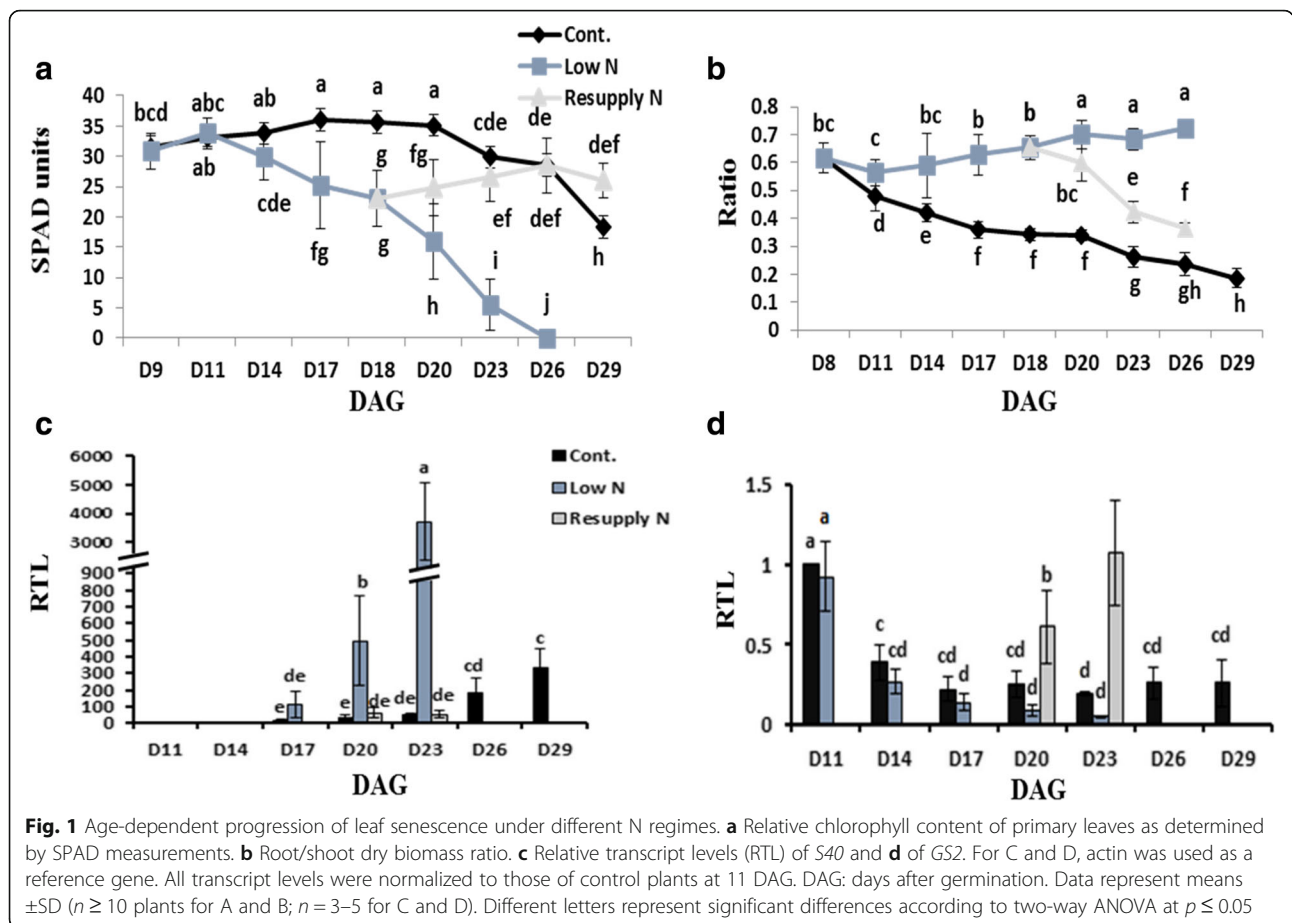 a
Cont.
Low N
Resupply N
SPAD units
40
35
30
25
20
15
10
5
0
bcd
abc
ab
a
a
a
cde
de
def
ab
cde
fg
g
g
fg
h
ef
i
def
j
h
D9 D11 D14 D17 D18 D20 D23 D26 D29
DAG
b
Ratio
0.8
0.7
0.6
0.5
0.4
0.3
0.2
0.1
0
bc
c
bc
b
b
a
a
a
d
e
f
f
f
bc
e
f
g
gh
h
D8 D11 D14 D17 D18 D20 D23 D26 D29
DAG
c
RTL
6000
5000
4000
3000
900
800
700
600
500
400
300
200
100
0
Cont.
Low N
Resupply N
e
de
e
b
de
de
a
de
cd
c
D11 D14 D17 D20 D23 D26 D29
DAG
d
RTL
1.5
1
0.5
0
a
a
c
cd
cd
d
cd
d
b
d
d
cd
cd
D11 D14 D17 D20 D23 D26 D29
DAG
Fig. 1 Age-dependent progression of leaf senescence under different N regimes. a Relative chlorophyll content of primary leaves as determined
by SPAD measurements. b Root/shoot dry biomass ratio. c Relative transcript levels (RTL) of S40 and d of GS2. For C and D, actin was used as a
reference gene. All transcript levels were normalized to those of control plants at 11 DAG. DAG: days after germination. Data represent means
±SD (n ≥ 10 plants for A and B; n = 3–5 for C and D). Different letters represent significant differences according to two-way ANOVA at p ≤ 0.05